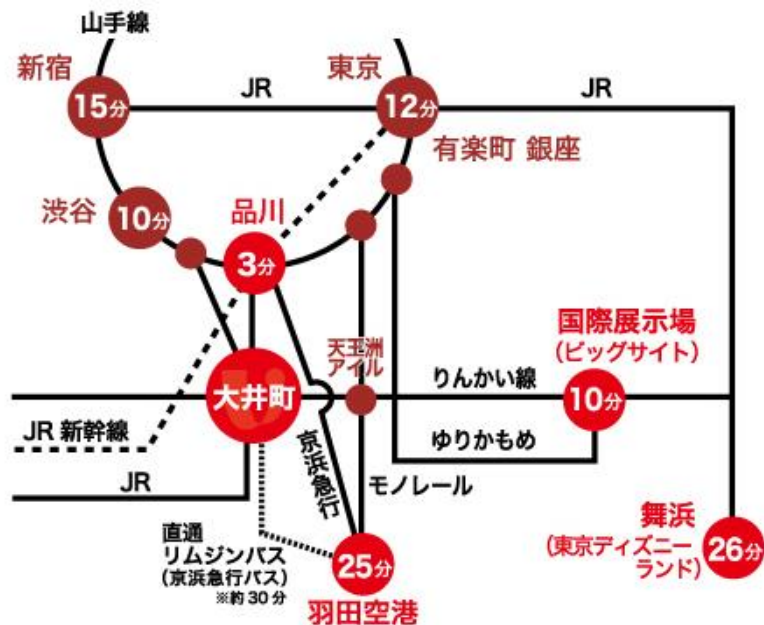 山手線
新宿
東京
JR
JR
15分
12分
有楽町 銀座
渋谷
10分
品川
3分
国際展示場
(ビッグサイト)
天王洲
アイル
りんかい線
大井町
10分
JR 新幹線
ゆりかもめ
京浜急行
JR
モノレール
舞浜
(東京ディズニー
ランド)
26分
直通
リムジンバス
(京浜急行バス)
※約30分
25分
羽田空港